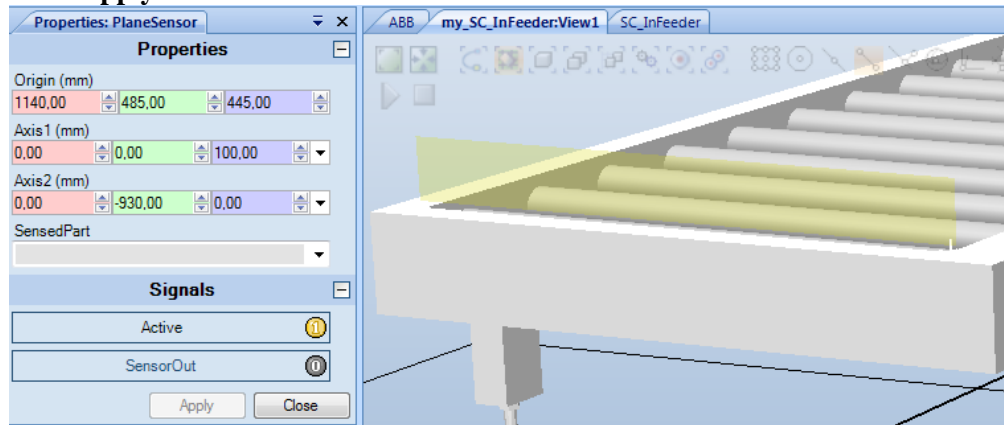 Properties: PlaneSensor
Properties
Origin (mm)
1140,00 485,00 445,00
Axis1 (mm)
0,00 0,00 100,00
Axis2 (mm)
0,00 -930,00 0,00
SensedPart
Signals
Active 1
SensorOut 0
Apply Close
ABB my_SC_InFeeder:View1 SC_InFeeder